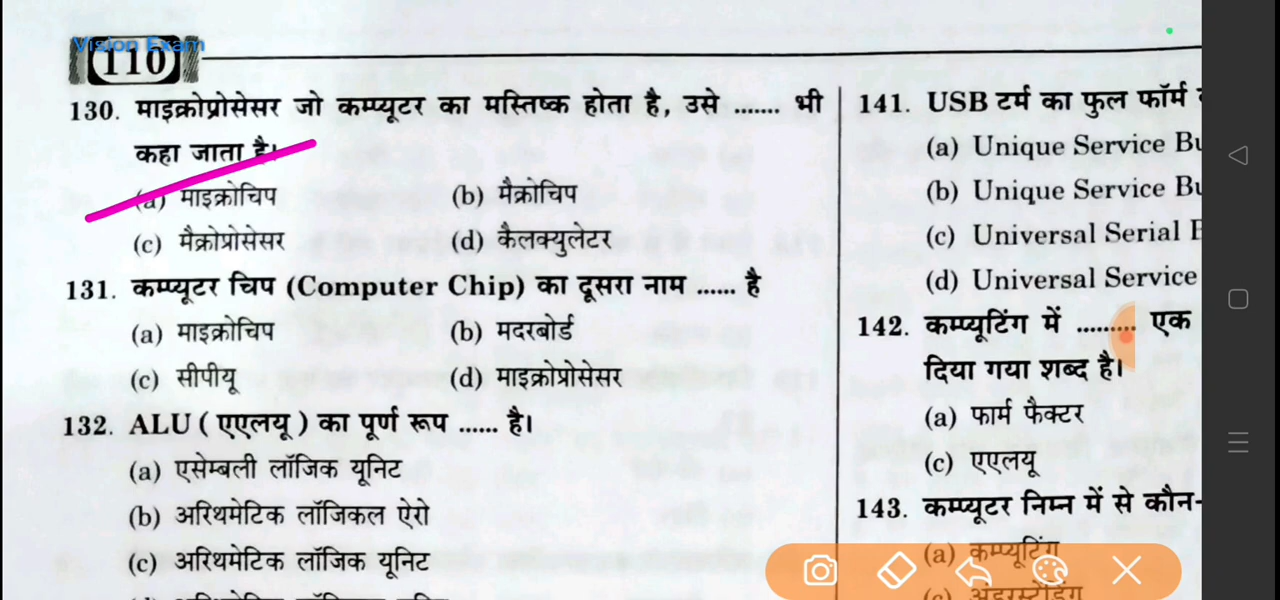 Vision Exam
110
130. माइक्रोप्रोसेसर जो कम्प्यूटर का मस्तिष्क होता है, उसे ....... भी
कहा जाता है।
(a) माइक्रोचिप (b) मैक्रोचिप
(c) मैक्रोप्रोसेसर (d) कैलक्युलेटर
131. कम्प्यूटर चिप (Computer Chip) का दूसरा नाम ...... है
(a) माइक्रोचिप (b) मदरबोर्ड
(c) सीपीयू (d) माइक्रोप्रोसेसर
132. ALU ( एएलयू ) का पूर्ण रूप ...... है।
(a) एसेम्बली लॉजिक यूनिट
(b) अरिथमेटिक लॉजिकल ऐरो
(c) अरिथमेटिक लॉजिक यूनिट
141. USB टर्म का फुल फॉर्म
(a) Unique Service Bu
(b) Unique Service Bu
(c) Universal Serial B
(d) Universal Service
142. कम्प्यूटिंग में ......... एक
दिया गया शब्द है।
(a) फार्म फैक्टर
(c) एएलयू
143. कम्प्यूटर निम्न में से कौन-
(a) कम्प्यूटिंग
(c) अंडरस्टैंडिंग